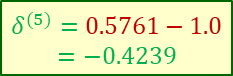 δ⁽⁵⁾ = 0.5761 − 1.0
= −0.4239